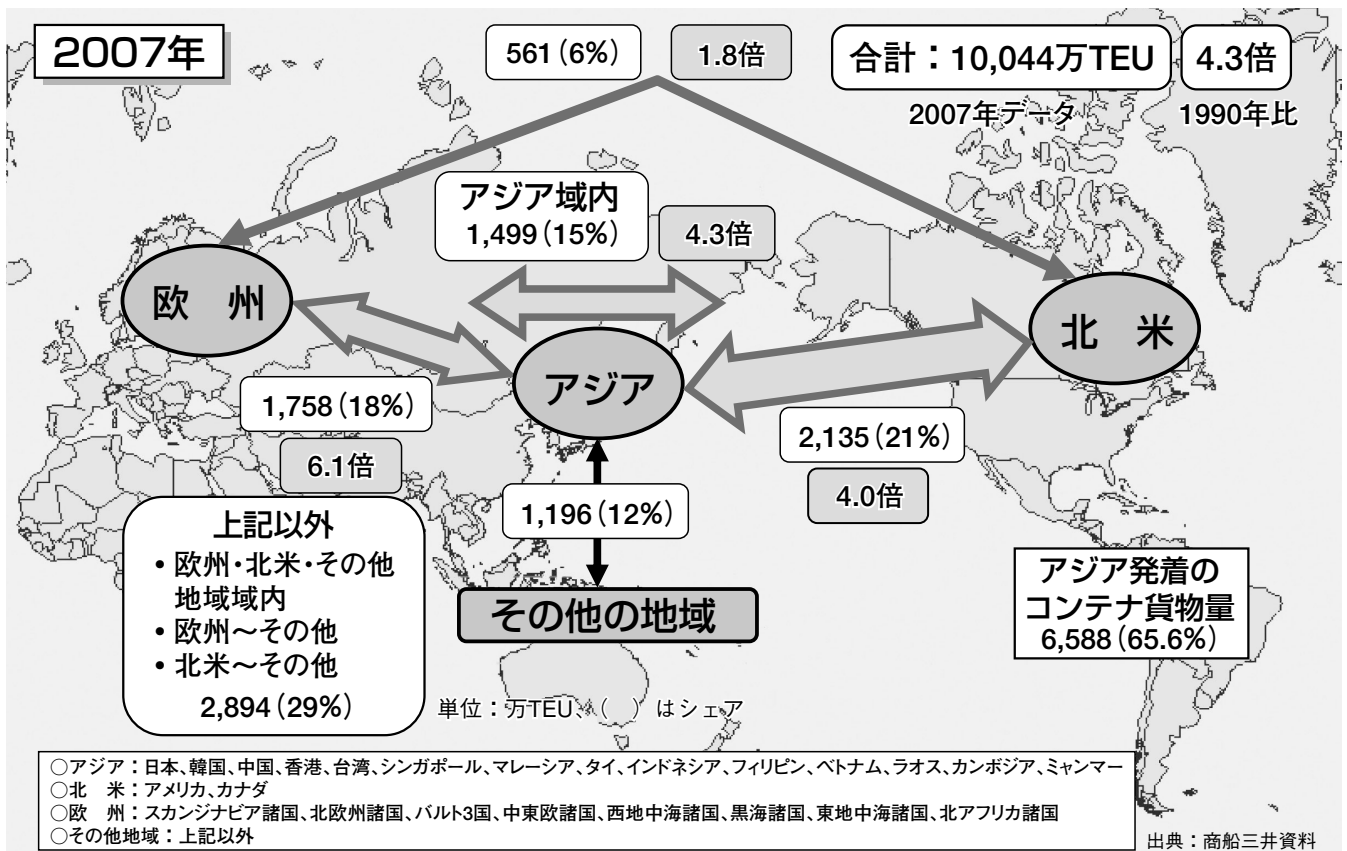 2007年
561(6%)
1.8倍
合計：10,044万TEU
4.3倍
2007年データ
1990年比
アジア域内
1,499(15%)
4.3倍
欧　州
北　米
アジア
1,758(18%)
6.1倍
2,135(21%)
4.0倍
1,196(12%)
その他の地域
上記以外
・欧州・北米・その他
地域域内
・欧州～その他
・北米～その他
2,894(29%)
アジア発着の
コンテナ貨物量
6,588(65.6%)
単位：万TEU、(　)はシェア
○アジア：日本、韓国、中国、香港、台湾、シンガポール、マレーシア、タイ、インドネシア、フィリピン、ベトナム、ラオス、カンボジア、ミャンマー
○北　米：アメリカ、カナダ
○欧　州：スカンジナビア諸国、北欧州諸国、バルト3国、中東欧諸国、西地中海諸国、黒海諸国、東地中海諸国、北アフリカ諸国
○その他地域：上記以外
出典：商船三井資料